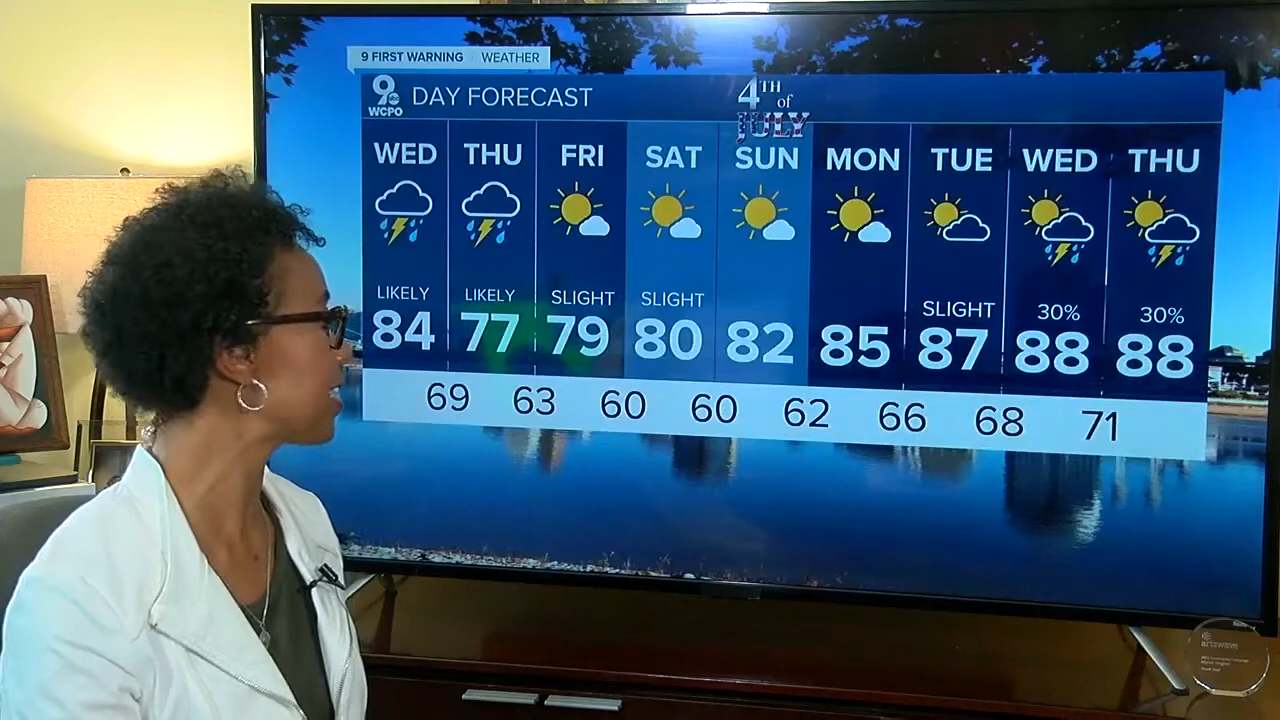 9 FIRST WARNING WEATHER
9 abc WCPO DAY FORECAST
4TH of JULY
WED THU FRI SAT SUN MON TUE WED THU
LIKELY LIKELY SLIGHT SLIGHT SLIGHT 30% 30%
84 77 79 80 82 85 87 88 88
69 63 60 60 62 66 68 71
artswave